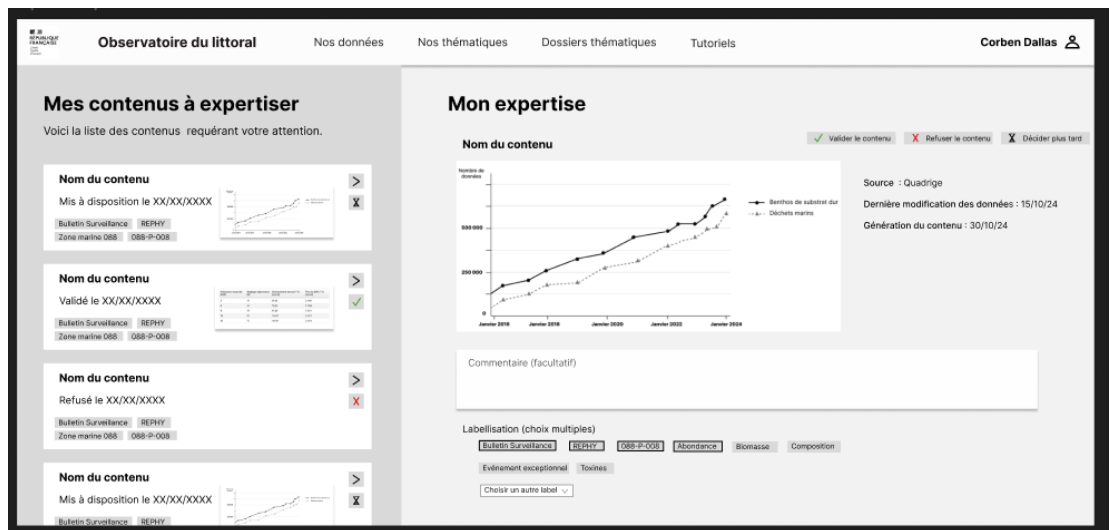 RÉPUBLIQUE
FRANÇAISE
Observatoire du littoral
Nos données
Nos thématiques
Dossiers thématiques
Tutoriels
Corben Dallas
Mes contenus à expertiser
Voici la liste des contenus requérant votre attention.
Nom du contenu
Mis à disposition le XX/XX/XXXX
Bulletin Surveillance REPHY
Zone marine 088 088-P-008
Nom du contenu
Validé le XX/XX/XXXX
Bulletin Surveillance REPHY
Zone marine 088 088-P-008
Nom du contenu
Refusé le XX/XX/XXXX
Bulletin Surveillance REPHY
Zone marine 088 088-P-008
Nom du contenu
Mis à disposition le XX/XX/XXXX
Bulletin Surveillance REPHY
Mon expertise
Nom du contenu
Valider le contenu
Refuser le contenu
Décider plus tard
Nombre de
données
500 000
250 000
0
Janvier 2016 Janvier 2018 Janvier 2020 Janvier 2022 Janvier 2024
Benthos de substrat dur
Déchets marins
Source : Quadrige
Dernière modification des données : 15/10/24
Génération du contenu : 30/10/24
Commentaire (facultatif)
Labellisation (choix multiples)
Bulletin Surveillance REPHY 088-P-008 Abondance Biomasse Composition
Evénement exceptionnel Toxines
Choisir un autre label